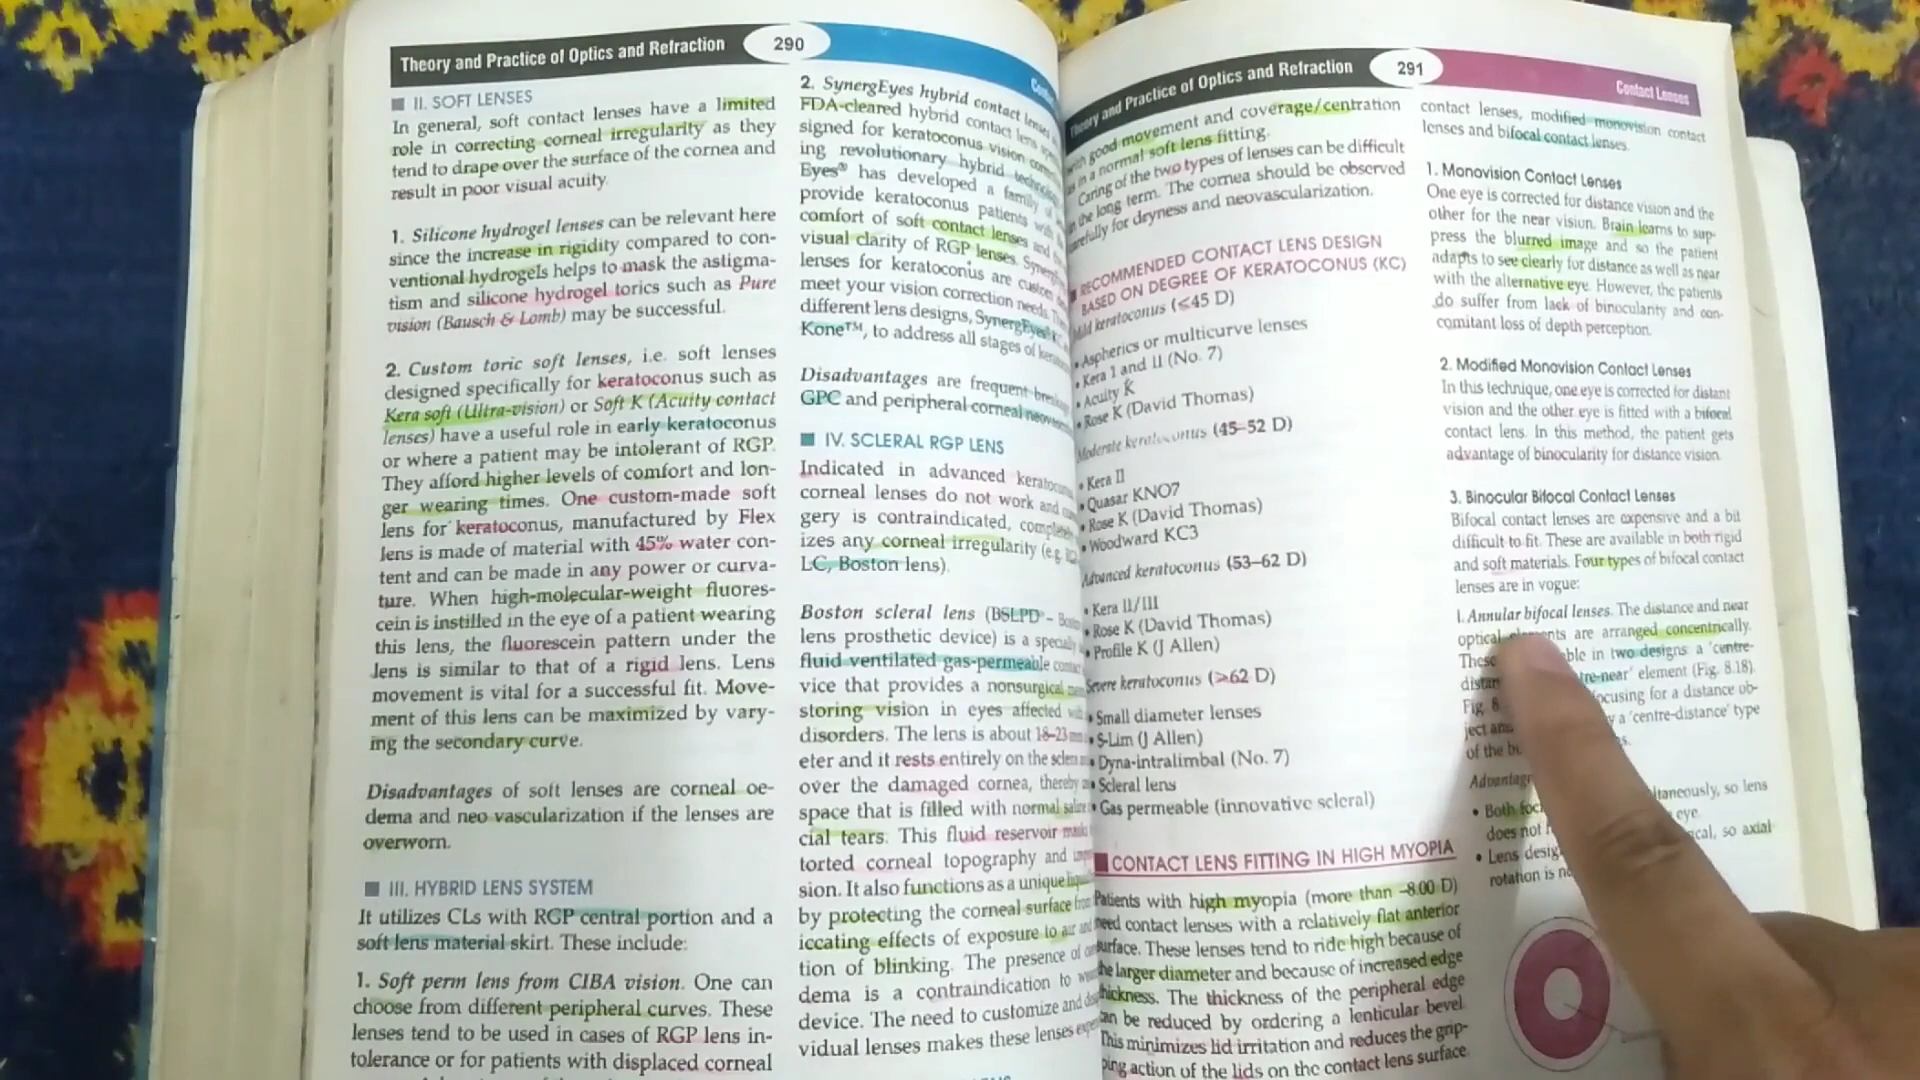 Theory and Practice of Optics and Refraction
290
II. SOFT LENSES
In general, soft contact lenses have a limited
role in correcting corneal irregularity as they
tend to drape over the surface of the cornea and
result in poor visual acuity.
1. Silicone hydrogel lenses can be relevant here
since the increase in rigidity compared to con-
ventional hydrogels helps to mask the astigma-
tism and silicone hydrogel torics such as Pure
vision (Bausch & Lomb) may be successful.
2. Custom toric soft lenses, i.e. soft lenses
designed specifically for keratoconus such as
Kera soft (Ultra-vision) or Soft K (Acuity contact
lenses) have a useful role in early keratoconus
or where a patient may be intolerant of RGP.
They afford higher levels of comfort and lon-
ger wearing times. One custom-made soft
lens for keratoconus, manufactured by Flex
lens is made of material with 45% water con-
tent and can be made in any power or curva-
ture. When high-molecular-weight fluores-
cein is instilled in the eye of a patient wearing
this lens, the fluorescein pattern under the
lens is similar to that of a rigid lens. Lens
movement is vital for a successful fit. Move-
ment of this lens can be maximized by vary-
ing the secondary curve.
Disadvantages of soft lenses are corneal oe-
dema and neo vascularization if the lenses are
overworn.
III. HYBRID LENS SYSTEM
It utilizes CLs with RGP central portion and a
soft lens material skirt. These include:
1. Soft perm lens from CIBA vision. One can
choose from different peripheral curves. These
lenses tend to be used in cases of RGP lens in-
tolerance or for patients with displaced corneal
2. SynergEyes hybrid contact lenses
FDA-cleared hybrid contact lens
signed for keratoconus vision
ing revolutionary hybrid
Eyes® has developed a family
provide keratoconus patients with
comfort of soft contact lenses and
visual clarity of RGP lenses.
lenses for keratoconus are custom
meet your vision correction needs.
different lens designs, SynergEyes
Kone™, to address all stages of
Disadvantages are frequent
GPC and peripheral corneal
IV. SCLERAL RGP LENS
Indicated in advanced
corneal lenses do not work and
gery is contraindicated,
izes any corneal irregularity (e.g.
LC, Boston lens).
Boston scleral lens (BSLPD –
lens prosthetic device) is a
fluid ventilated gas-permeable
vice that provides a nonsurgical
storing vision in eyes affected
disorders. The lens is about 18–23
eter and it rests entirely on the sclera
over the damaged cornea, thereby
space that is filled with normal
cial tears. This fluid reservoir masks
torted corneal topography and
sion. It also functions as a unique
by protecting the corneal surface from
iccating effects of exposure to air and
tion of blinking. The presence of
dema is a contraindication to
device. The need to customize and
vidual lenses makes these lenses
Theory and Practice of Optics and Refraction
291
Contact Lenses
with good movement and coverage/centration
as in a normal soft lens fitting.
Caring of the two types of lenses can be difficult
in the long term. The cornea should be observed
carefully for dryness and neovascularization.
RECOMMENDED CONTACT LENS DESIGN
BASED ON DEGREE OF KERATOCONUS (KC)
Mild keratoconus (≤45 D)
• Aspherics or multicurve lenses
• Kera 1 and II (No. 7)
• Acuity K
• Rose K (David Thomas)
Moderate keratoconus (45–52 D)
• Kera II
• Quasar KNO7
• Rose K (David Thomas)
• Woodward KC3
Advanced keratoconus (53–62 D)
• Kera II/III
• Rose K (David Thomas)
• Profile K (J Allen)
Severe keratoconus (>62 D)
• Small diameter lenses
• S-Lim (J Allen)
• Dyna-intralimbal (No. 7)
• Scleral lens
• Gas permeable (innovative scleral)
CONTACT LENS FITTING IN HIGH MYOPIA
Patients with high myopia (more than –8.00 D)
need contact lenses with a relatively flat anterior
surface. These lenses tend to ride high because of
the larger diameter and because of increased edge
thickness. The thickness of the peripheral edge
can be reduced by ordering a lenticular bevel.
This minimizes lid irritation and reduces the grip-
ping action of the lids on the contact lens surface.
contact lenses, modified monovision contact
lenses and bifocal contact lenses.
1. Monovision Contact Lenses
One eye is corrected for distance vision and the
other for the near vision. Brain learns to sup-
press the blurred image and so the patient
adapts to see clearly for distance as well as near
with the alternative eye. However, the patients
do suffer from lack of binocularity and con-
comitant loss of depth perception.
2. Modified Monovision Contact Lenses
In this technique, one eye is corrected for distant
vision and the other eye is fitted with a bifocal
contact lens. In this method, the patient gets
advantage of binocularity for distance vision.
3. Binocular Bifocal Contact Lenses
Bifocal contact lenses are expensive and a bit
difficult to fit. These are available in both rigid
and soft materials. Four types of bifocal contact
lenses are in vogue:
I. Annular bifocal lenses. The distance and near
optical elements are arranged concentrically.
These in two designs: a 'centre-
element (Fig. 8.18).
Fig. 8 focusing for a distance ob-
ject and a 'centre-distance' type
of the
• Both so lens
does not eye.
• Lens so axial
rotation is